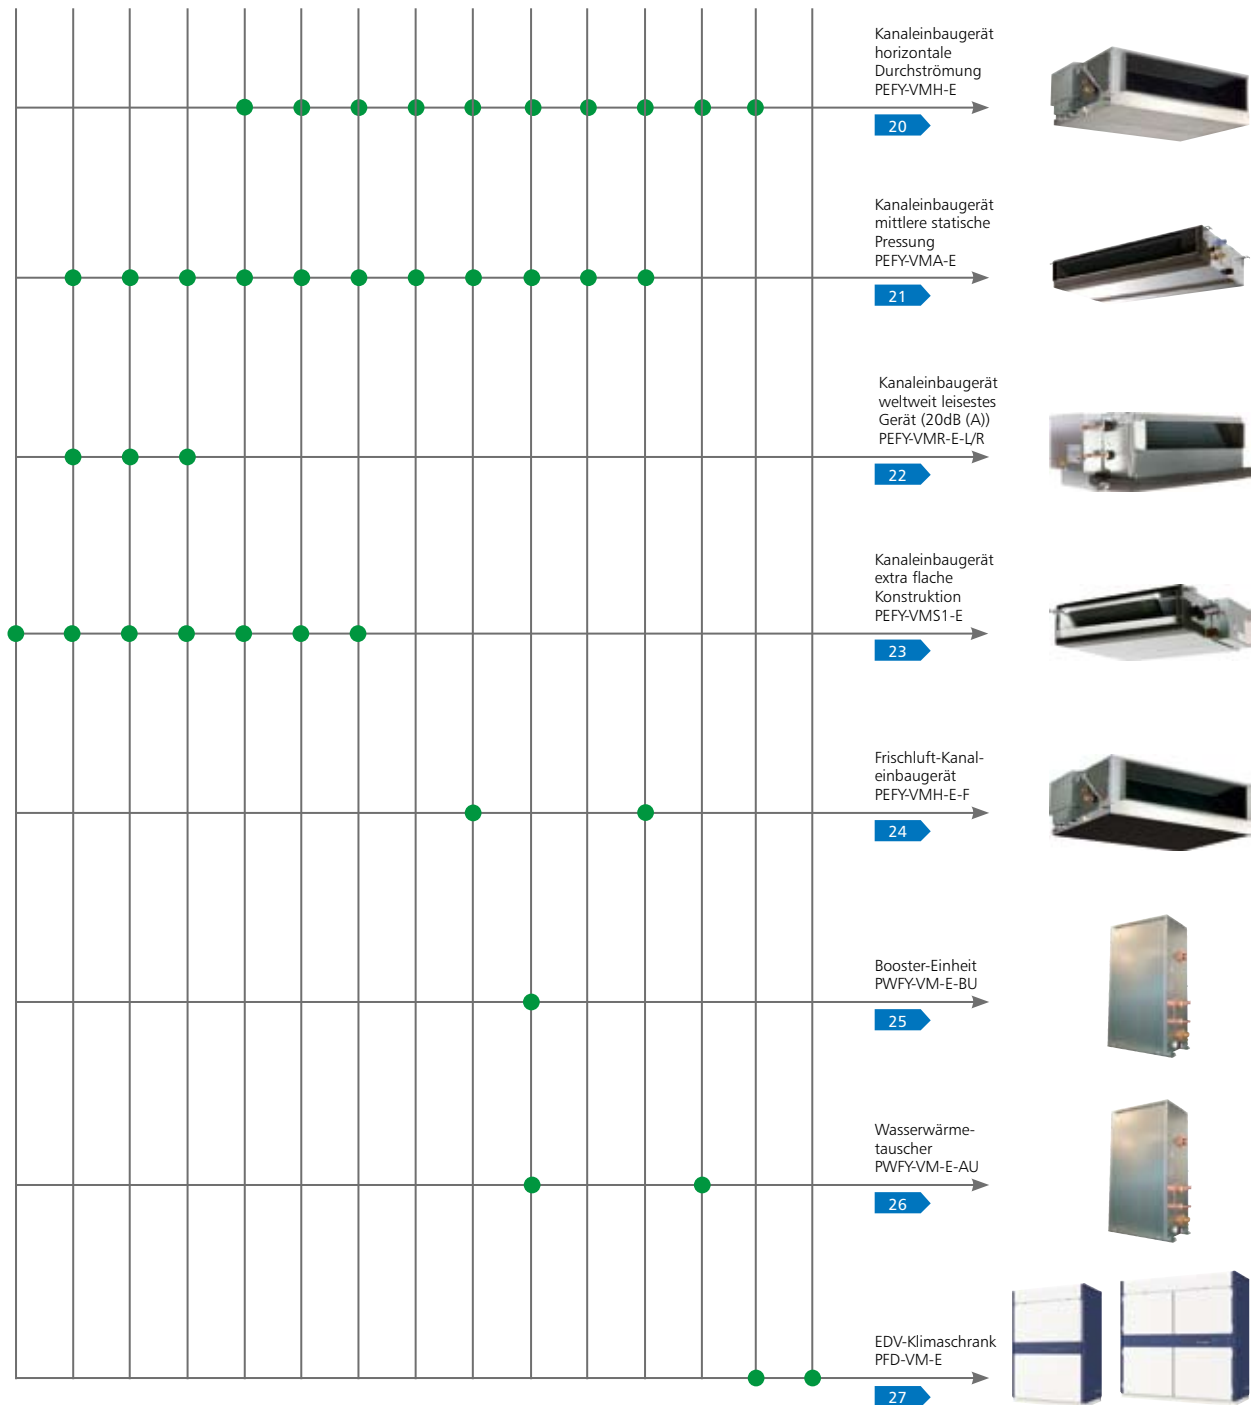 Kanaleinbaugerät
horizontale
Durchströmung
PEFY-VMH-E
20
Kanaleinbaugerät
mittlere statische
Pressung
PEFY-VMA-E
21
Kanaleinbaugerät
weltweit leisestes
Gerät (20dB (A))
PEFY-VMR-E-L/R
22
Kanaleinbaugerät
extra flache
Konstruktion
PEFY-VMS1-E
23
Frischluft-Kanal-
einbaugerät
PEFY-VMH-E-F
24
Booster-Einheit
PWFY-VM-E-BU
25
Wasserwärme-
tauscher
PWFY-VM-E-AU
26
EDV-Klimaschrank
PFD-VM-E
27